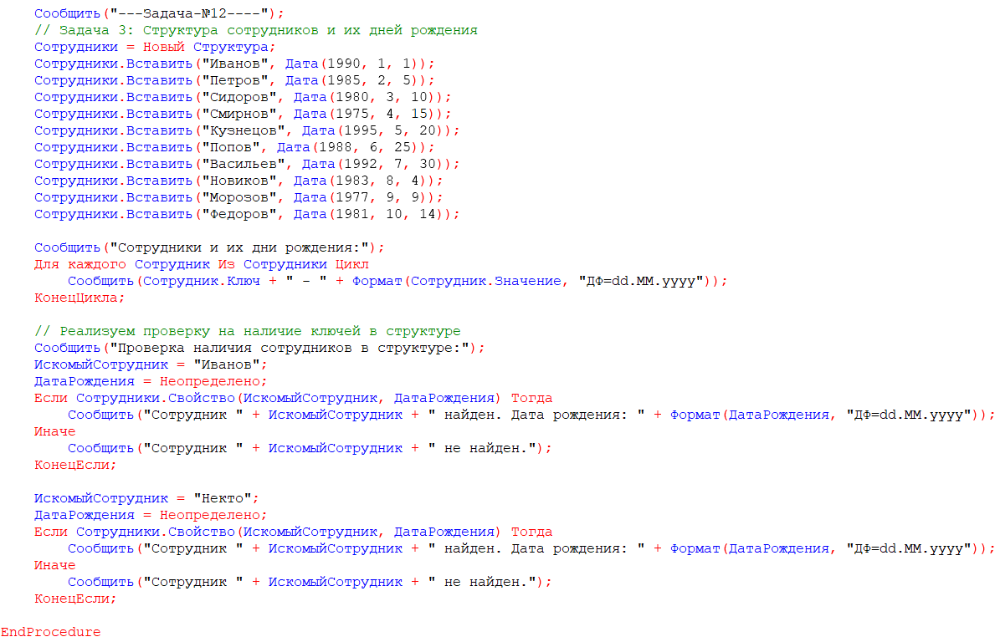 Сообщить("---Задача-№12----");
// Задача 3: Структура сотрудников и их дней рождения
Сотрудники = Новый Структура;
Сотрудники.Вставить("Иванов", Дата(1990, 1, 1));
Сотрудники.Вставить("Петров", Дата(1985, 2, 5));
Сотрудники.Вставить("Сидоров", Дата(1980, 3, 10));
Сотрудники.Вставить("Смирнов", Дата(1975, 4, 15));
Сотрудники.Вставить("Кузнецов", Дата(1995, 5, 20));
Сотрудники.Вставить("Попов", Дата(1988, 6, 25));
Сотрудники.Вставить("Васильев", Дата(1992, 7, 30));
Сотрудники.Вставить("Новиков", Дата(1983, 8, 4));
Сотрудники.Вставить("Морозов", Дата(1977, 9, 9));
Сотрудники.Вставить("Федоров", Дата(1981, 10, 14));
Сообщить("Сотрудники и их дни рождения:");
Для каждого Сотрудник Из Сотрудники Цикл
Сообщить(Сотрудник.Ключ + " - " + Формат(Сотрудник.Значение, "ДФ=dd.MM.yyyy"));
КонецЦикла;
// Реализуем проверку на наличие ключей в структуре
Сообщить("Проверка наличия сотрудников в структуре:");
ИскомыйСотрудник = "Иванов";
ДатаРождения = Неопределено;
Если Сотрудники.Свойство(ИскомыйСотрудник, ДатаРождения) Тогда
Сообщить("Сотрудник " + ИскомыйСотрудник + " найден. Дата рождения: " + Формат(ДатаРождения, "ДФ=dd.MM.yyyy"));
Иначе
Сообщить("Сотрудник " + ИскомыйСотрудник + " не найден.");
КонецЕсли;
ИскомыйСотрудник = "Некто";
ДатаРождения = Неопределено;
Если Сотрудники.Свойство(ИскомыйСотрудник, ДатаРождения) Тогда
Сообщить("Сотрудник " + ИскомыйСотрудник + " найден. Дата рождения: " + Формат(ДатаРождения, "ДФ=dd.MM.yyyy"));
Иначе
Сообщить("Сотрудник " + ИскомыйСотрудник + " не найден.");
КонецЕсли;
EndProcedure